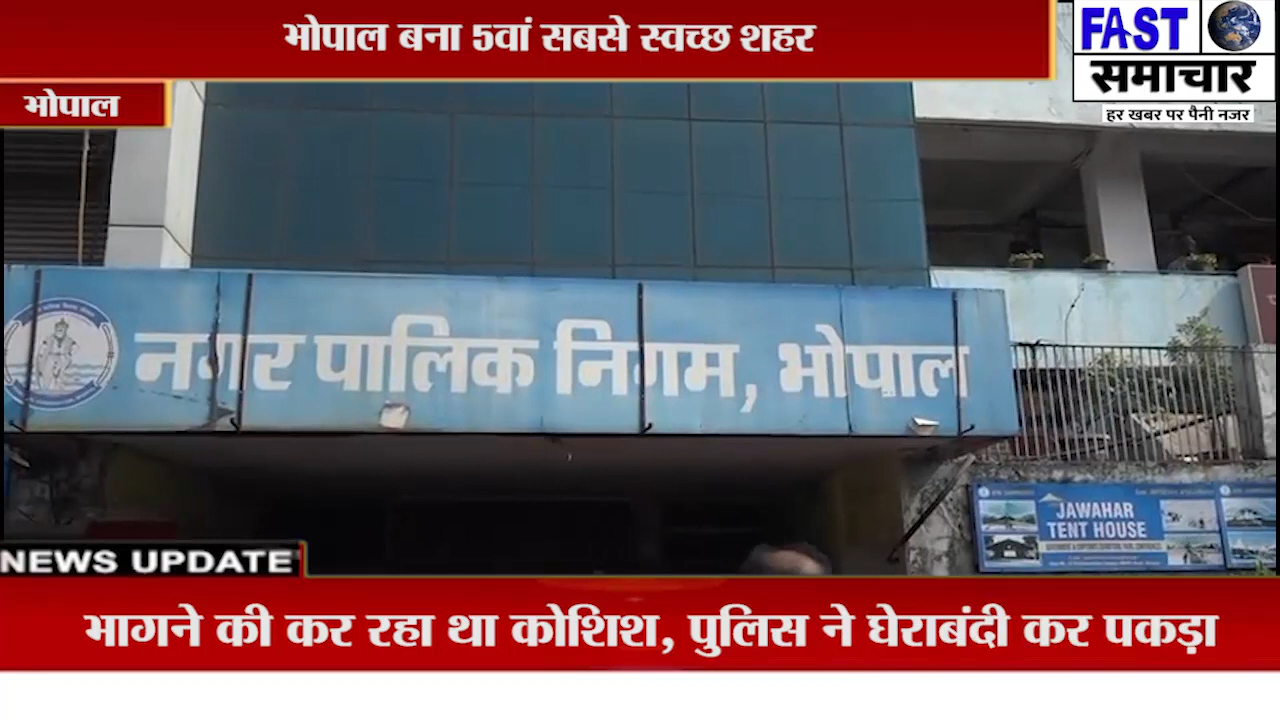 भोपाल बना 5वां सबसे स्वच्छ शहर
FAST
समाचार
हर खबर पर पैनी नजर
भोपाल
नगर पालिक निगम, भोपाल
JAWAHAR
TENT HOUSE
NEWS UPDATE
भागने की कर रहा था कोशिश, पुलिस ने घेराबंदी कर पकड़ा